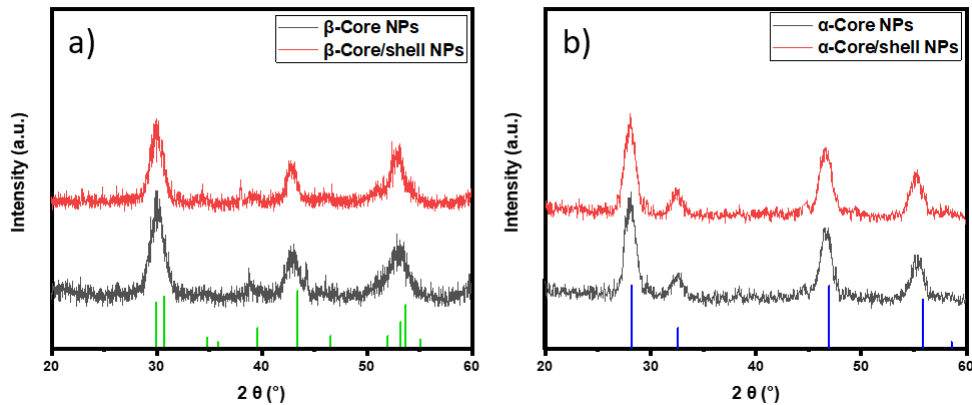 a)
β-Core NPs
β-Core/shell NPs
Intensity (a.u.)
20 30 40 50 60
2 θ (°)
b)
α-Core NPs
α-Core/shell NPs
Intensity (a.u.)
20 30 40 50 60
2 θ (°)